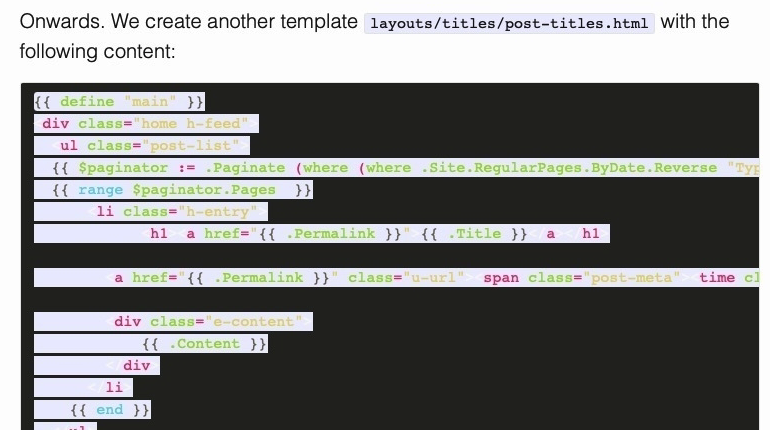 Onwards. We create another template layouts/titles/post-titles.html with the
following content:
{{ define "main" }}
<div class="home h-feed">
<ul class="post-list">
{{ $paginator := .Paginate (where (where .Site.RegularPages.ByDate.Reverse "Typ
{{ range $paginator.Pages }}
<li class="h-entry">
<h1><a href="{{ .Permalink }}">{{ .Title }}</a></h1>
<a href="{{ .Permalink }}" class="u-url"><span class="post-meta"><time cl
<div class="e-content">
{{ .Content }}
</div>
</li>
{{ end }}